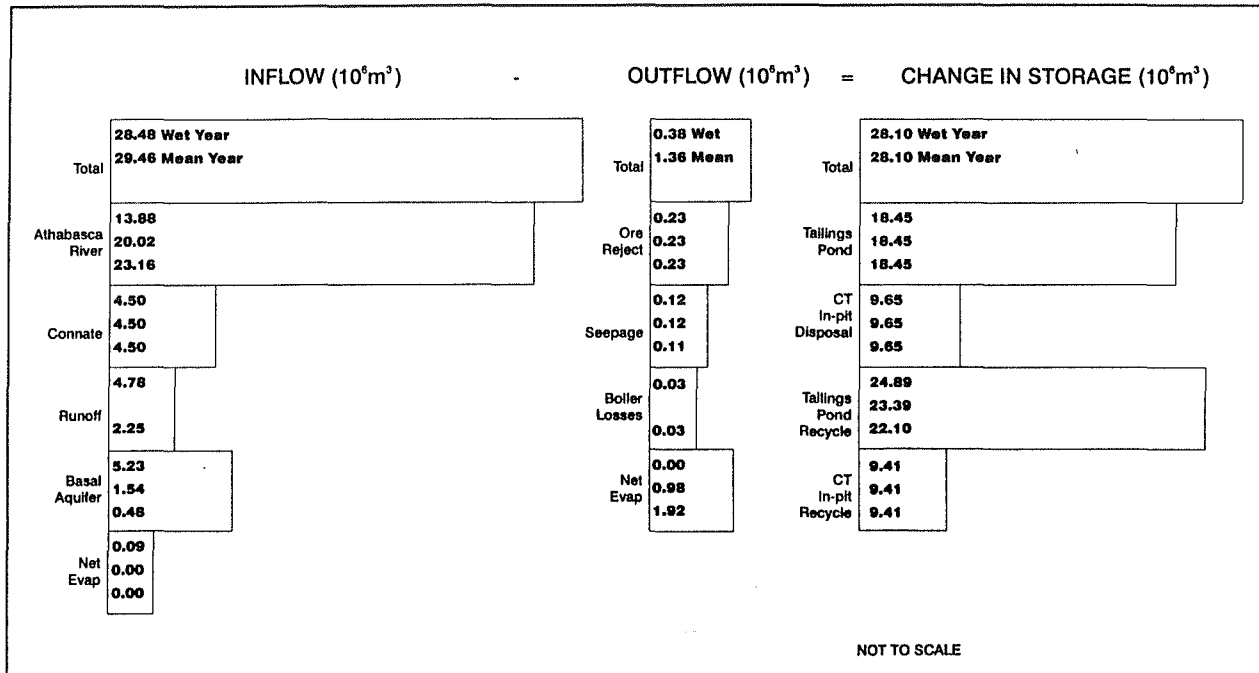 INFLOW (10⁶m³) - OUTFLOW (10⁶m³) = CHANGE IN STORAGE (10⁶m³)
Total
28.48 Wet Year
29.46 Mean Year
Athabasca
River
13.88
20.02
23.16
Connate
4.50
4.50
4.50
Runoff
4.78
2.25
Basal
Aquifer
5.23
1.54
0.48
Net
Evap
0.09
0.00
0.00
Total
0.38 Wet
1.36 Mean
Ore
Reject
0.23
0.23
0.23
Seepage
0.12
0.12
0.11
Boiler
Losses
0.03
0.03
Net
Evap
0.00
0.98
1.92
Total
28.10 Wet Year
28.10 Mean Year
Tailings
Pond
18.45
18.45
18.45
CT
In-pit
Disposal
9.65
9.65
9.65
Tailings
Pond
Recycle
24.89
23.39
22.10
CT
In-pit
Recycle
9.41
9.41
9.41
NOT TO SCALE